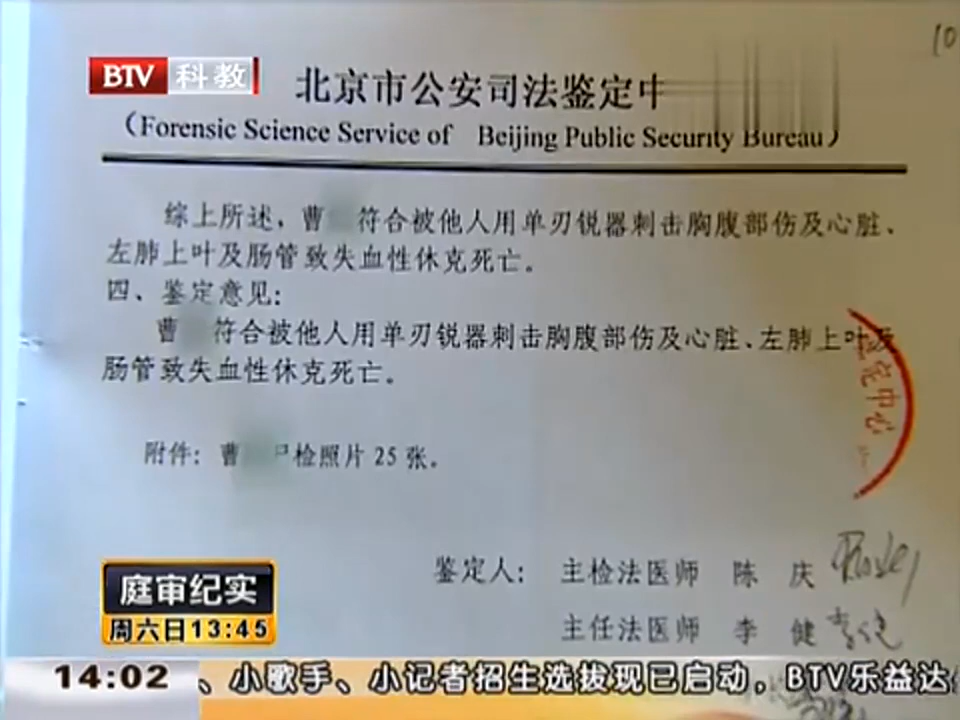 10
BTV 科教
北京市公安司法鉴定中
(Forensic Science Service of Beijing Public Security Bureau)
综上所述，曹 符合被他人用单刃锐器刺击胸腹部伤及心脏、
左肺上叶及肠管致失血性休克死亡。
四、鉴定意见：
曹 符合被他人用单刃锐器刺击胸腹部伤及心脏、左肺上叶及
肠管致失血性休克死亡。
定中心
附件：曹 尸检照片 25 张。
鉴定人： 主检法医师 陈 庆
主任法医师 李 健
庭审纪实
周六日13:45
14:02 、小歌手、小记者招生选拔现已启动，BTV乐益达